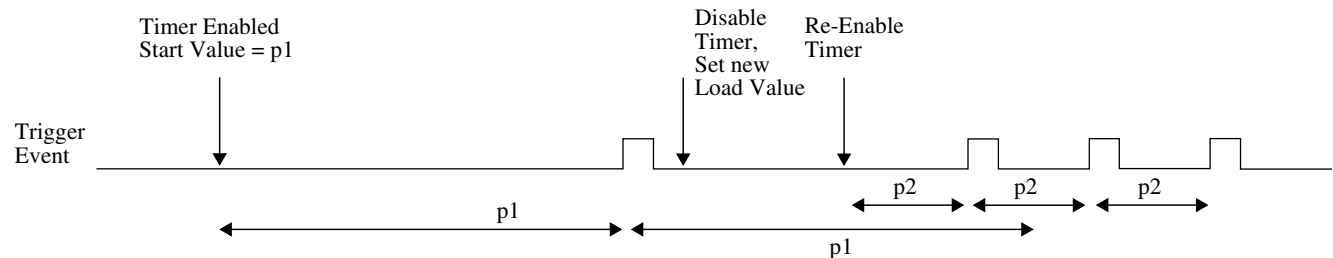 Timer Enabled
Start Value = p1
Disable
Timer,
Set new
Load Value
Re-Enable
Timer
Trigger
Event
p2
p2
p2
p1
p1